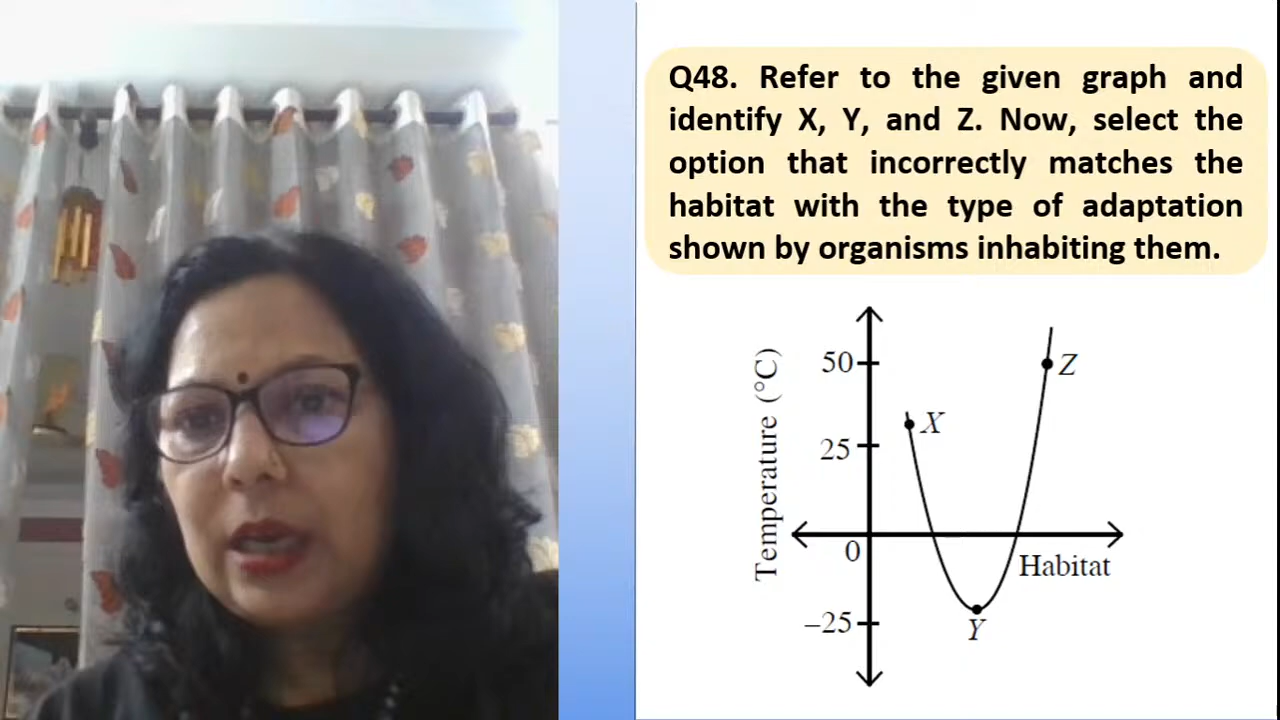 Q48. Refer to the given graph and
identify X, Y, and Z. Now, select the
option that incorrectly matches the
habitat with the type of adaptation
shown by organisms inhabiting them.
Temperature (°C)
50
Z
X
25
0
Habitat
−25
Y